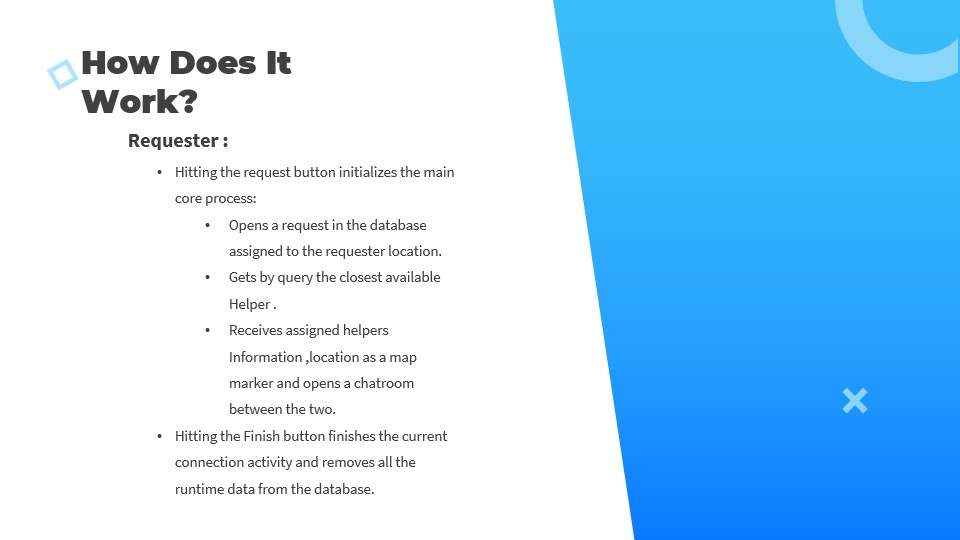 How Does It
Work?
Requester :
• Hitting the request button initializes the main
core process:
• Opens a request in the database
assigned to the requester location.
• Gets by query the closest available
Helper .
• Receives assigned helpers
Information ,location as a map
marker and opens a chatroom
between the two.
• Hitting the Finish button finishes the current
connection activity and removes all the
runtime data from the database.